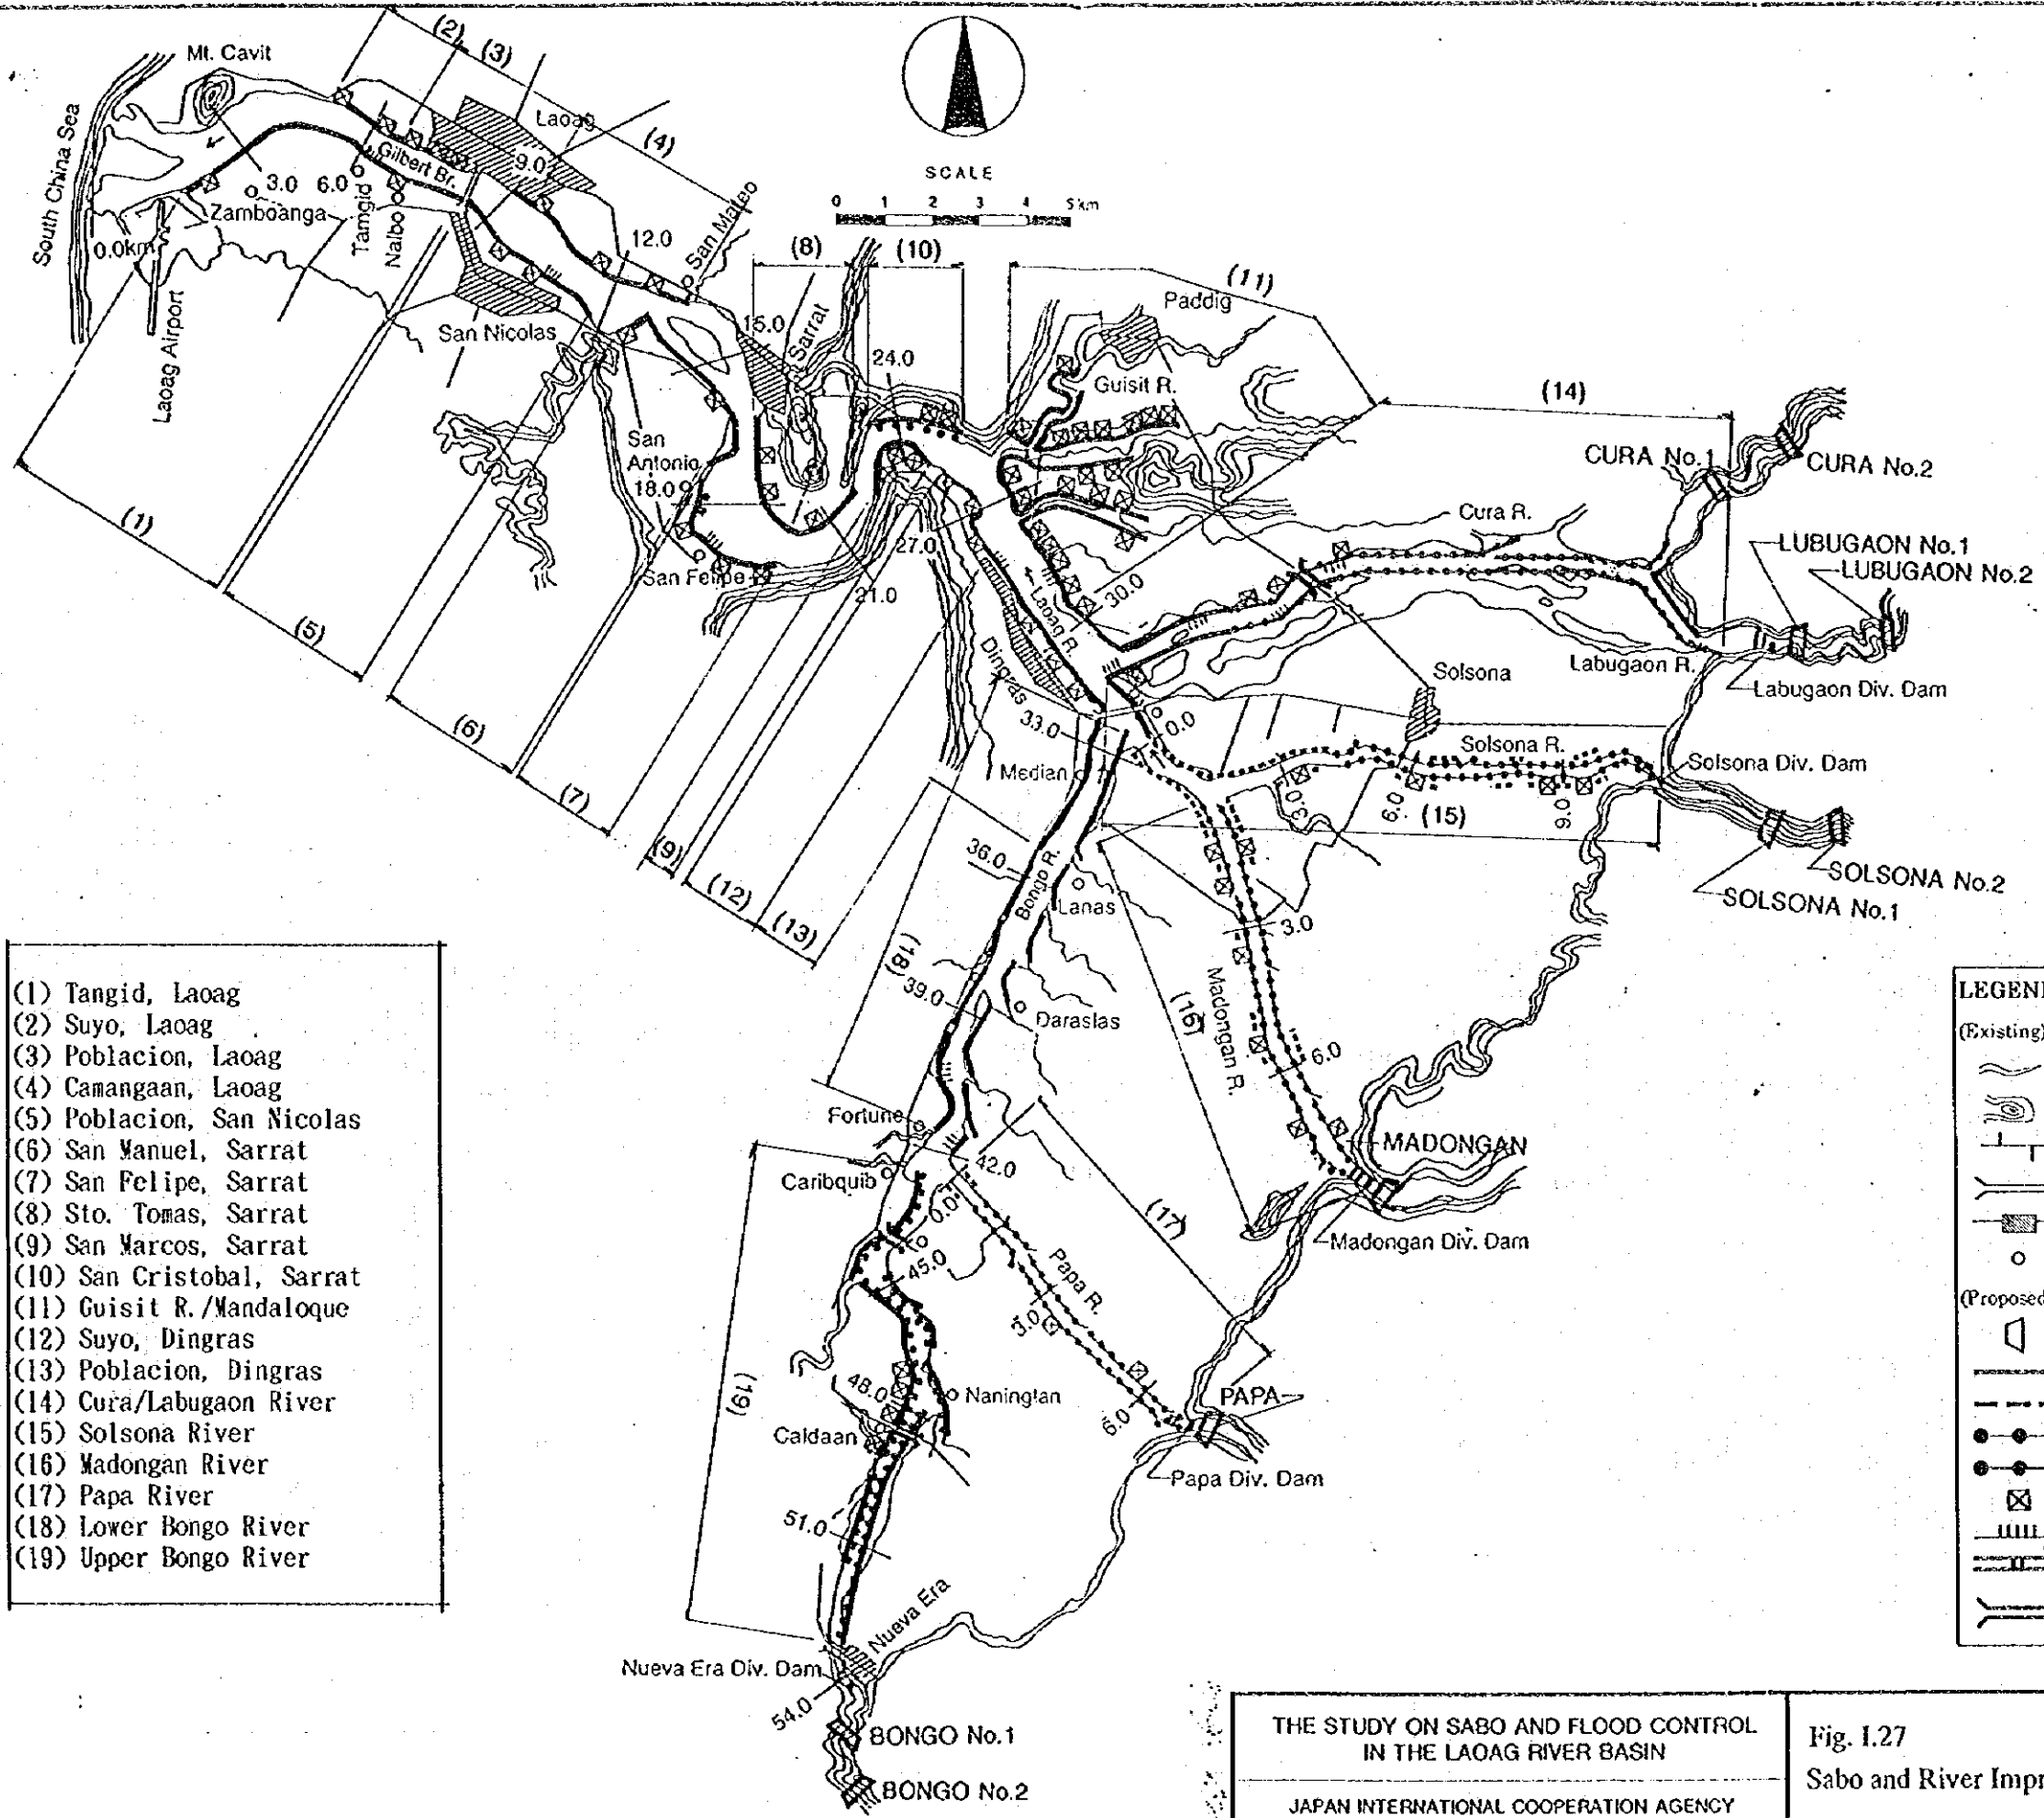 (2)
(3)
Mt. Cavit
Laoag
(4)
South China Sea
Gilbert Br.
9.0
3.0
6.0
Zamboanga
Tamgid
Nalbo
0.0km
Laoag Airport
12.0
San Mateo
San Nicolas
SCALE
0 1 2 3 4 5km
(8)
(10)
(11)
Paddig
15.0
Sarrat
24.0
Guisit R.
(14)
San
Antonio
18.0
CURA No.1
CURA No.2
Cura R.
LUBUGAON No.1
LUBUGAON No.2
(1)
27.0
San Felipe
21.0
Laoag R.
30.0
(5)
Dingras
Labugaon R.
Solsona
Labugaon Div. Dam
(6)
33.0
0.0
Solsona R.
Median
Solsona Div. Dam
(7)
3.0
6.0
(15)
9.0
(9)
36.0
Bongo R.
SOLSONA No.2
(12)
Lanas
SOLSONA No.1
(13)
3.0
(18)
39.0
Madongan R.
(16)
Daraslas
6.0
Fortune
MADONGAN
42.0
Caribquib
0.0
(17)
Madongan Div. Dam
45.0
Papa R.
3.0
(19)
48.0
Naninglan
PAPA
6.0
Caldaan
Papa Div. Dam
51.0
Nueva Era
Nueva Era Div. Dam
54.0
BONGO No.1
BONGO No.2
(1) Tangid, Laoag
(2) Suyo, Laoag
(3) Poblacion, Laoag
(4) Camangaan, Laoag
(5) Poblacion, San Nicolas
(6) San Manuel, Sarrat
(7) San Felipe, Sarrat
(8) Sto. Tomas, Sarrat
(9) San Marcos, Sarrat
(10) San Cristobal, Sarrat
(11) Guisit R./Mandaloque
(12) Suyo, Dingras
(13) Poblacion, Dingras
(14) Cura/Labugaon River
(15) Solsona River
(16) Madongan River
(17) Papa River
(18) Lower Bongo River
(19) Upper Bongo River
LEGEN
(Existing)
(Proposed
THE STUDY ON SABO AND FLOOD CONTROL
IN THE LAOAG RIVER BASIN
JAPAN INTERNATIONAL COOPERATION AGENCY
Fig. I.27
Sabo and River Impr